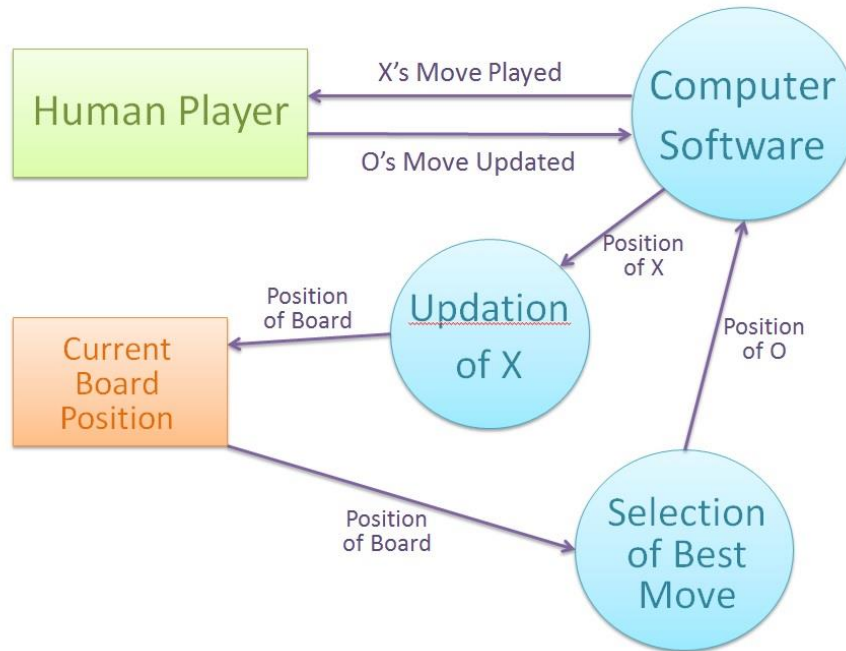 Human Player
X's Move Played
O's Move Updated
Computer
Software
Position
of X
Updation
of X
Position
of Board
Current
Board
Position
Position
of O
Position
of Board
Selection
of Best
Move